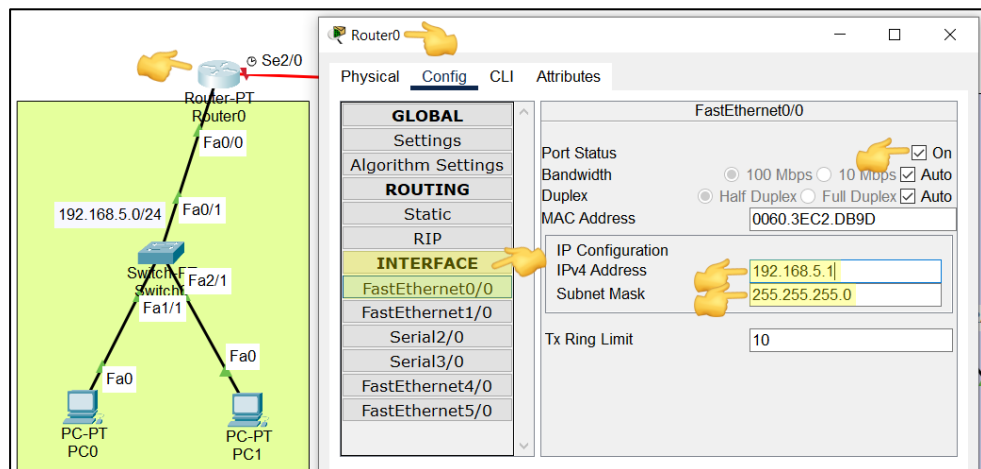 Se2/0
Router-PT
Router0
Fa0/0
192.168.5.0/24
Fa0/1
Fa2/1
Fa1/1
Fa0
Fa0
PC-PT
PC0
PC-PT
PC1
Router0
Physical Config CLI Attributes
GLOBAL
Settings
Algorithm Settings
ROUTING
Static
RIP
INTERFACE
FastEthernet0/0
FastEthernet1/0
Serial2/0
Serial3/0
FastEthernet4/0
FastEthernet5/0
FastEthernet0/0
Port Status On
Bandwidth 100 Mbps 10 Mbps Auto
Duplex Half Duplex Full Duplex Auto
MAC Address 0060.3EC2.DB9D
IP Configuration
IPv4 Address 192.168.5.1
Subnet Mask 255.255.255.0
Tx Ring Limit 10